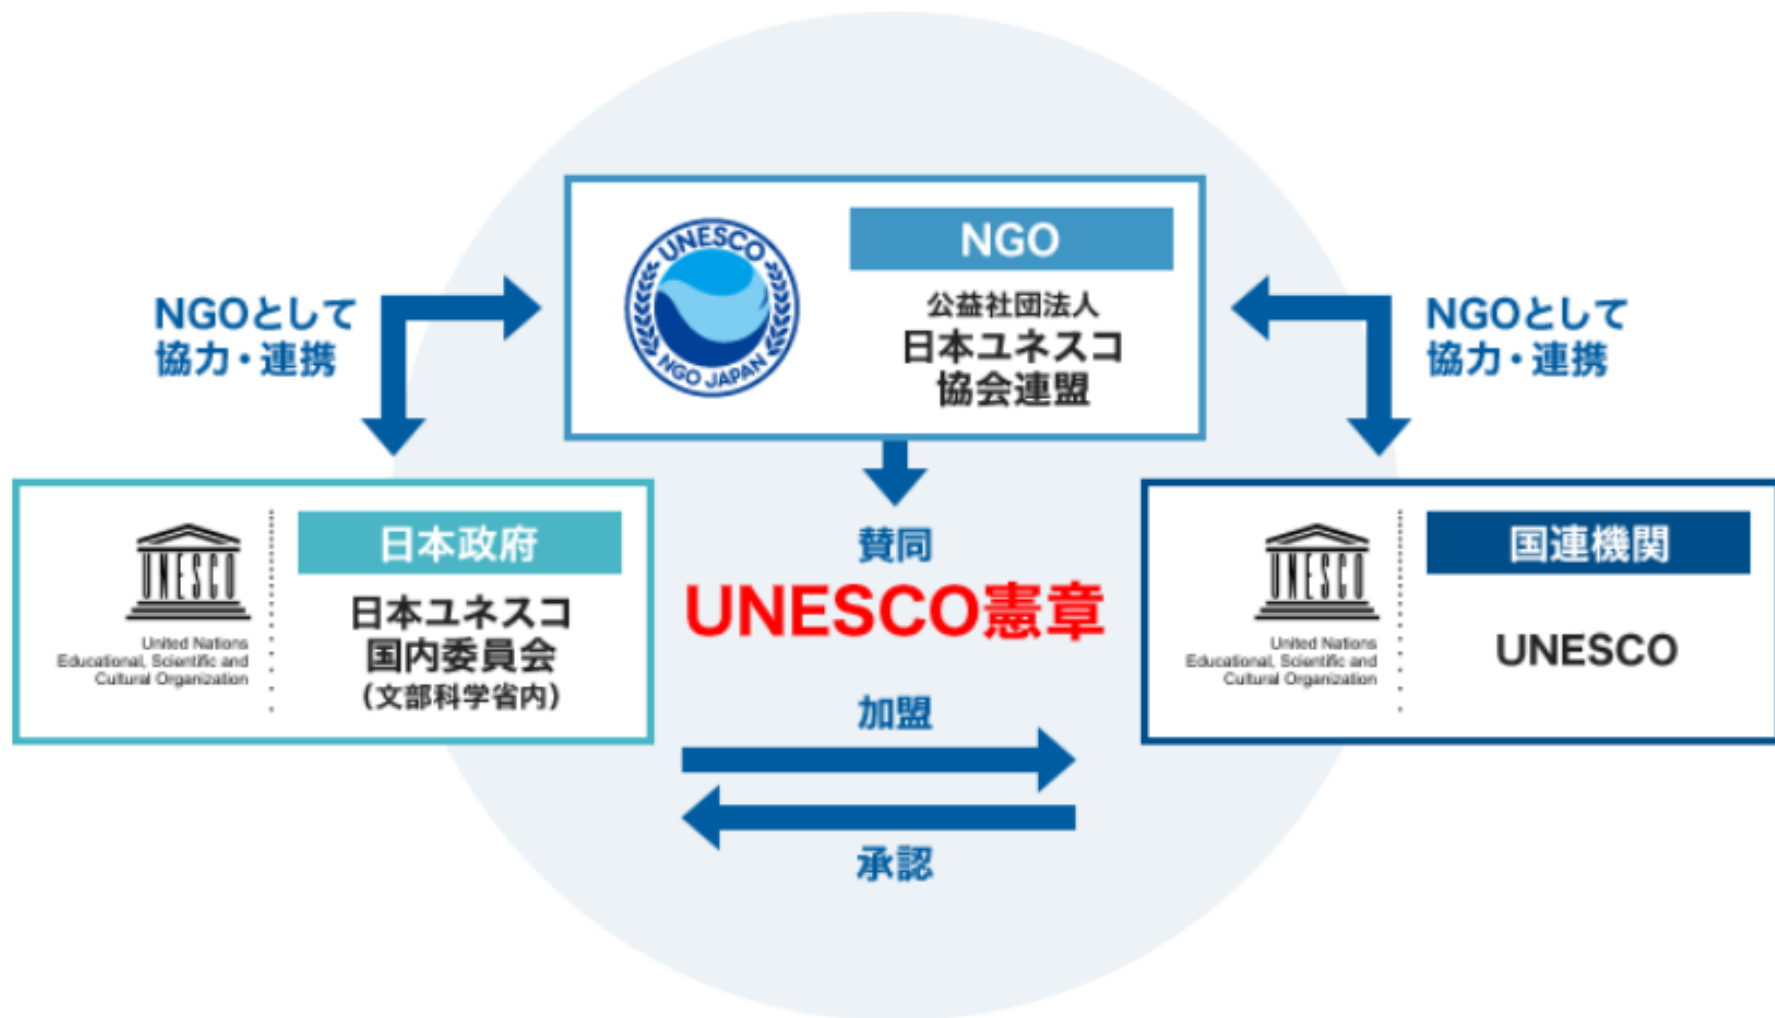 UNESCO
NGO JAPAN
NGO
公益社団法人
日本ユネスコ
協会連盟
NGOとして
協力・連携
NGOとして
協力・連携
UNESCO
United Nations
Educational, Scientific and
Cultural Organization
日本政府
日本ユネスコ
国内委員会
(文部科学省内)
賛同
UNESCO憲章
加盟
承認
UNESCO
United Nations
Educational, Scientific and
Cultural Organization
国連機関
UNESCO